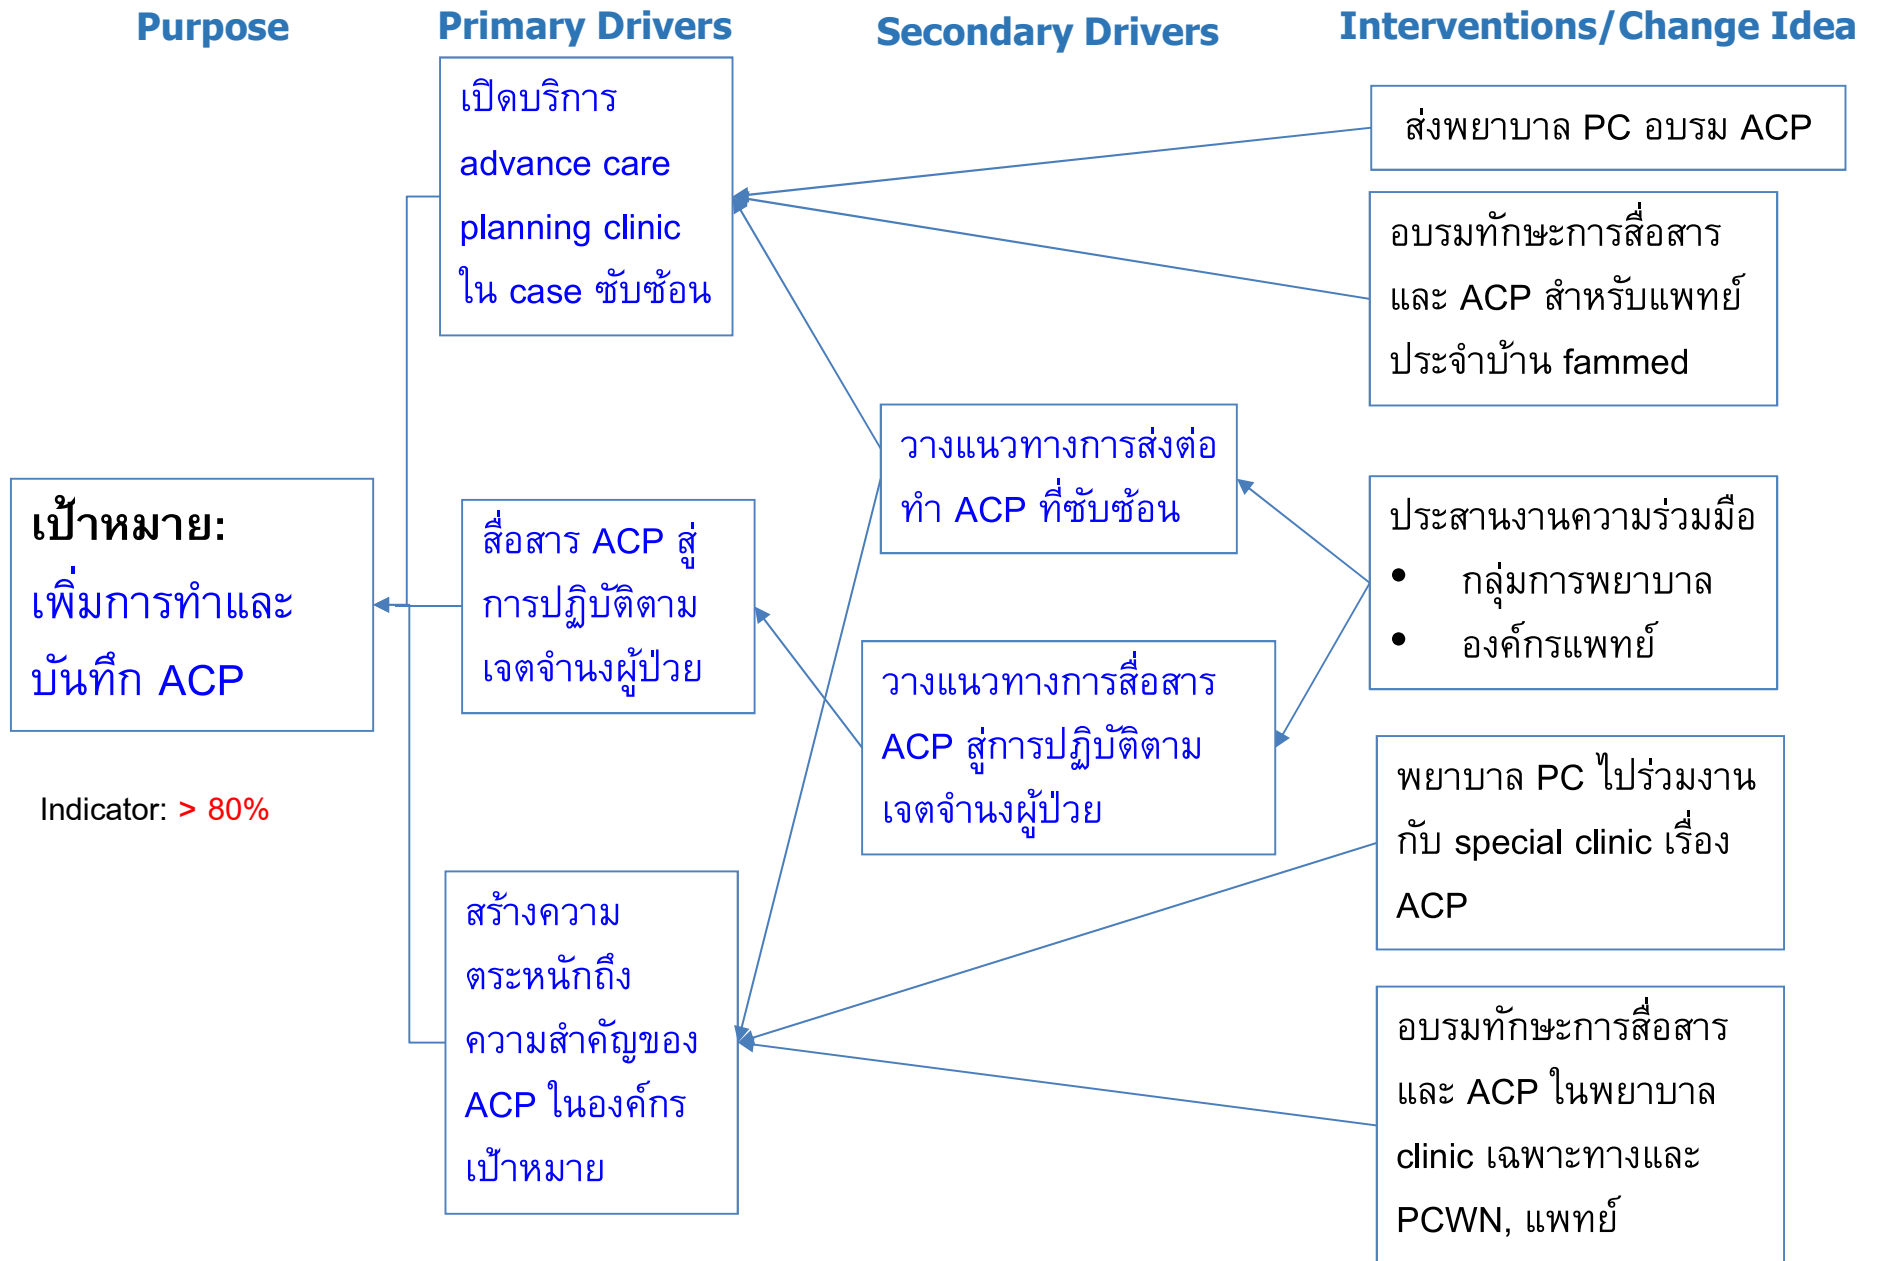 Purpose
Primary Drivers
Secondary Drivers
Interventions/Change Idea
เป้าหมาย:
เพิ่มการทำและ
บันทึก ACP
Indicator: > 80%
เปิดบริการ
advance care
planning clinic
ใน case ซับซ้อน
สื่อสาร ACP สู่
การปฏิบัติตาม
เจตจำนงผู้ป่วย
สร้างความ
ตระหนักถึง
ความสำคัญของ
ACP ในองค์กร
เป้าหมาย
วางแนวทางการส่งต่อ
ทำ ACP ที่ซับซ้อน
วางแนวทางการสื่อสาร
ACP สู่การปฏิบัติตาม
เจตจำนงผู้ป่วย
ส่งพยาบาล PC อบรม ACP
อบรมทักษะการสื่อสาร
และ ACP สำหรับแพทย์
ประจำบ้าน fammed
ประสานงานความร่วมมือ
• กลุ่มการพยาบาล
• องค์กรแพทย์
พยาบาล PC ไปร่วมงาน
กับ special clinic เรื่อง
ACP
อบรมทักษะการสื่อสาร
และ ACP ในพยาบาล
clinic เฉพาะทางและ
PCWN, แพทย์